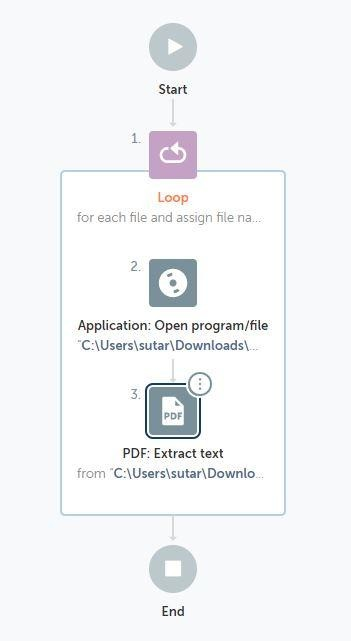 Start
1.
Loop
for each file and assign file na...
2.
Application: Open program/file
"C:\Users\sutar\Downloads\...
3.
PDF
PDF: Extract text
from "C:\Users\sutar\Downlo...
End